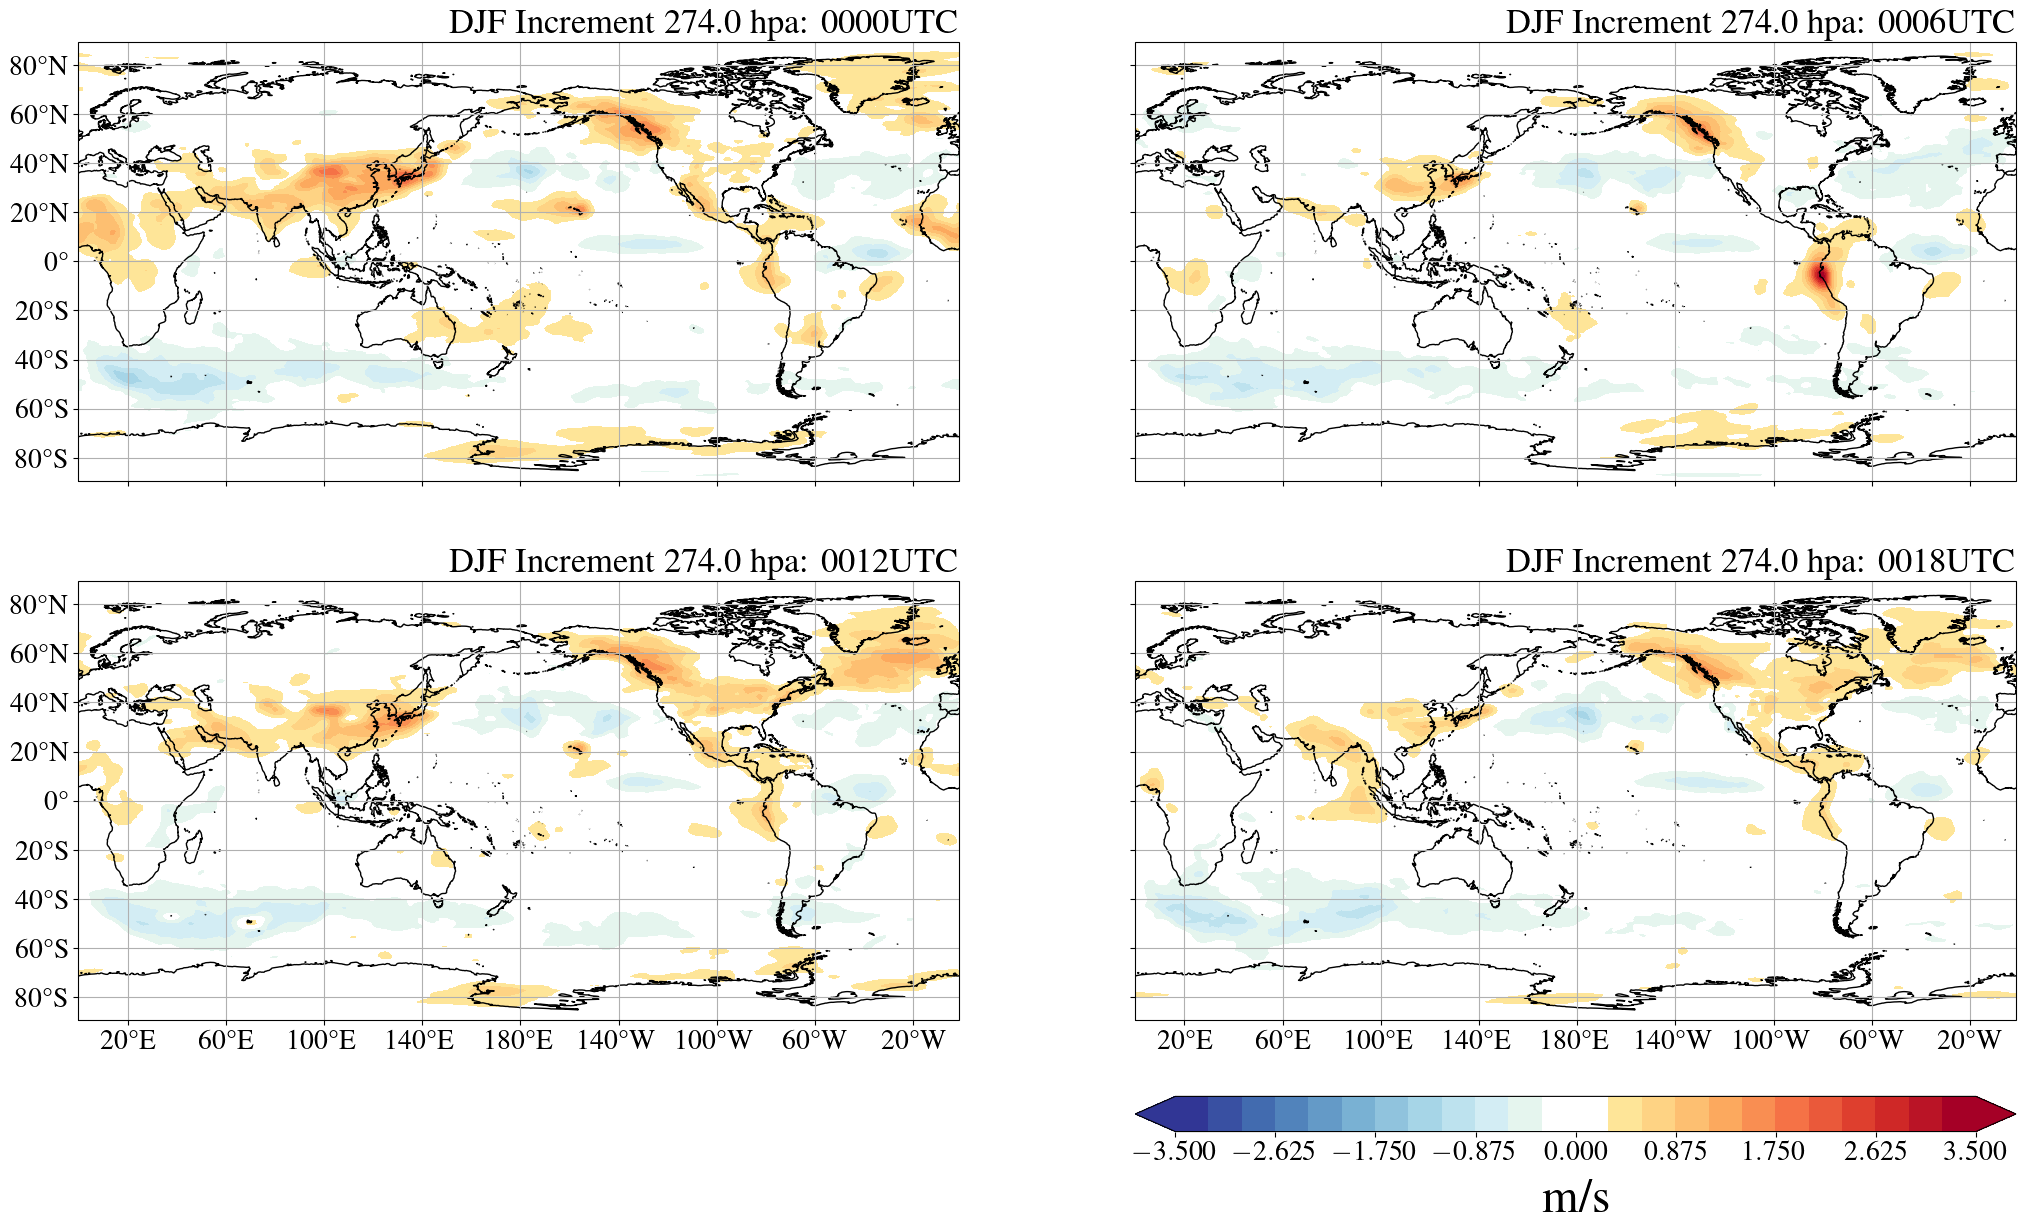 DJF Increment 274.0 hpa: 0000UTC
DJF Increment 274.0 hpa: 0006UTC
80°N
60°N
40°N
20°N
0°
20°S
40°S
60°S
80°S
DJF Increment 274.0 hpa: 0012UTC
DJF Increment 274.0 hpa: 0018UTC
80°N
60°N
40°N
20°N
0°
20°S
40°S
60°S
80°S
20°E 60°E 100°E 140°E 180°E 140°W 100°W 60°W 20°W
20°E 60°E 100°E 140°E 180°E 140°W 100°W 60°W 20°W
−3.500 −2.625 −1.750 −0.875 0.000 0.875 1.750 2.625 3.500
m/s